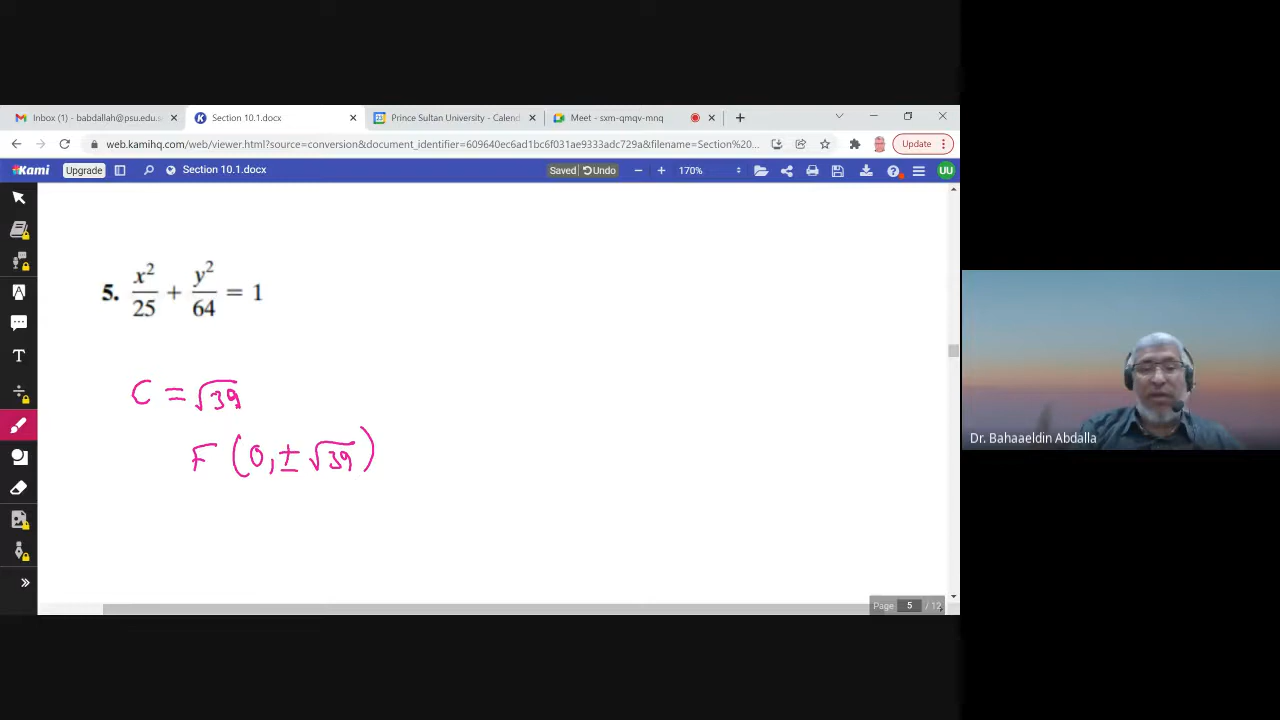 Inbox (1) - babdallah@psu.edu.s
Section 10.1.docx
Prince Sultan University - Calend
Meet - sxm-qmqv-mnq
web.kamihq.com/web/viewer.html?source=conversion&document_identifier=609640ec6ad1bc6f031ae9333adc729a&filename=Section%20...
Update
Kami
Upgrade
Section 10.1.docx
Saved
Undo
170%
UU
5. x²/25 + y²/64 = 1
C = √39
F (0, ± √39)
Dr. Bahaaeldin Abdalla
Page 5 / 12